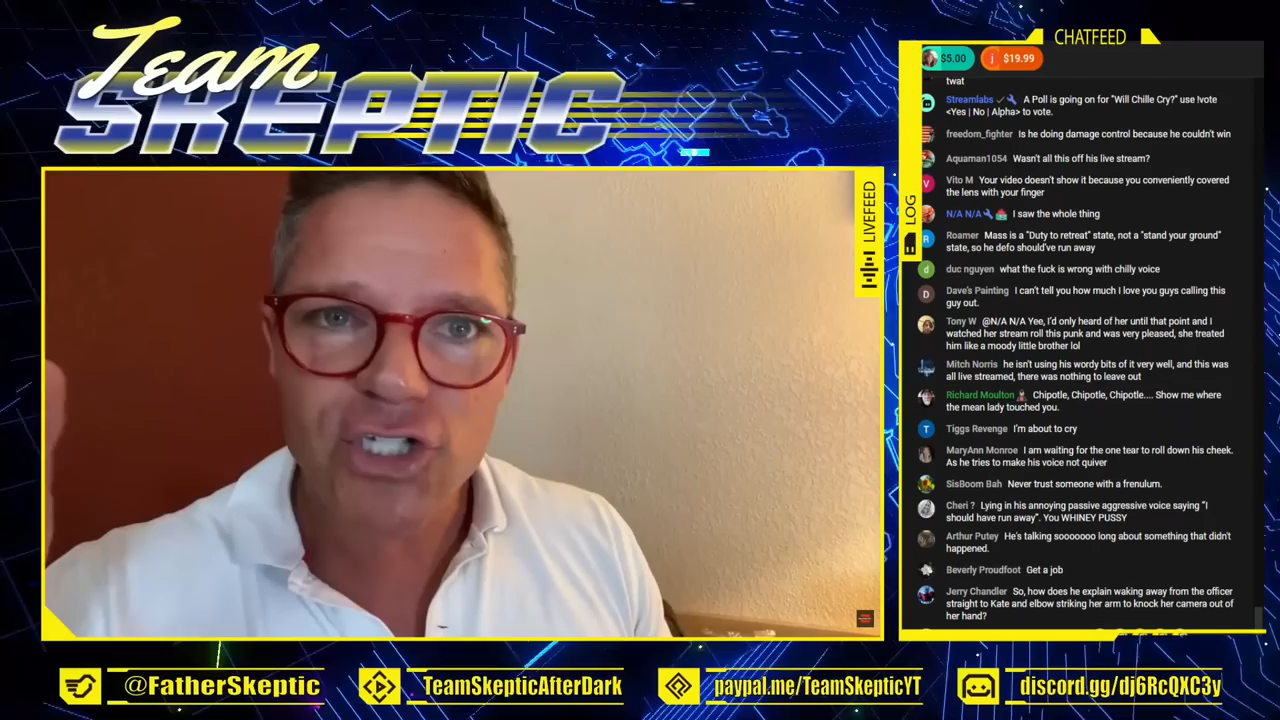 Team
SKEPTIC
CHATFEED
$5.00
j $19.99
LIVEFEED
LOG
twat
Streamlabs A Poll is going on for "Will Chille Cry?" use !vote
<Yes | No | Alpha> to vote.
freedom_fighter Is he doing damage control because he couldn't win
Aquaman1054 Wasn't all this off his live stream?
V Vito M Your video doesn't show it because you conveniently covered
the lens with your finger
N/A N/A I saw the whole thing
R Roamer Mass is a "Duty to retreat" state, not a "stand your ground"
state, so he defo should've run away
d duc nguyen what the fuck is wrong with chilly voice
D Dave's Painting I can't tell you how much I love you guys calling this
guy out.
Tony W @N/A N/A Yee, I'd only heard of her until that point and I
watched her stream roll this punk and was very pleased, she treated
him like a moody little brother lol
Mitch Norris he isn't using his wordy bits of it very well, and this was
all live streamed, there was nothing to leave out
Richard Moulton Chipotle, Chipotle, Chipotle.... Show me where
the mean lady touched you.
T Tiggs Revenge I'm about to cry
MaryAnn Monroe I am waiting for the one tear to roll down his cheek.
As he tries to make his voice not quiver
SisBoom Bah Never trust someone with a frenulum.
Cheri ? Lying in his annoying passive aggressive voice saying "I
should have run away". You WHINEY PUSSY
Arthur Putey He's talking sooooooo long about something that didn't
happened.
Beverly Proudfoot Get a job
Jerry Chandler So, how does he explain waking away from the officer
straight to Kate and elbow striking her arm to knock her camera out of
her hand?
@FatherSkeptic
TeamSkepticAfterDark
paypal.me/TeamSkepticYT
discord.gg/dj6RcQXC3v